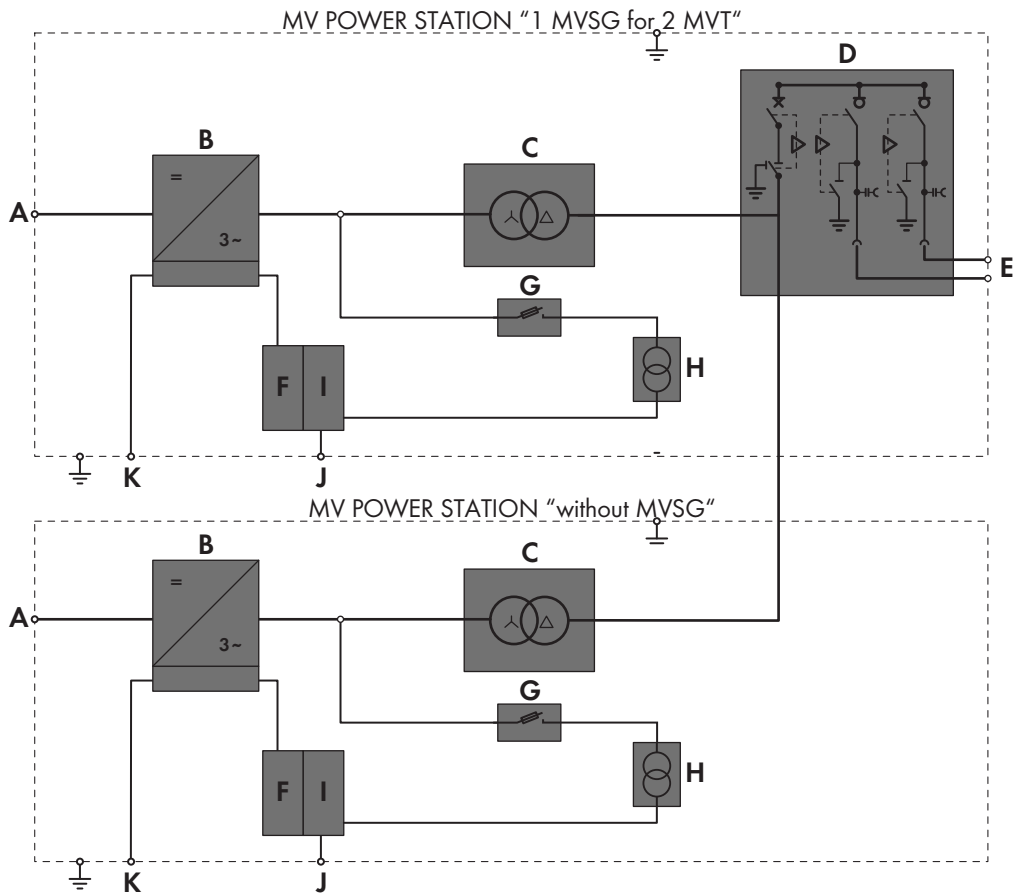 MV POWER STATION “1 MVSG for 2 MVT“
D
B
C
=
A
3~
E
G
H
F I
K
J
MV POWER STATION “without MVSG“
B
C
=
A
3~
G
H
F I
K
J